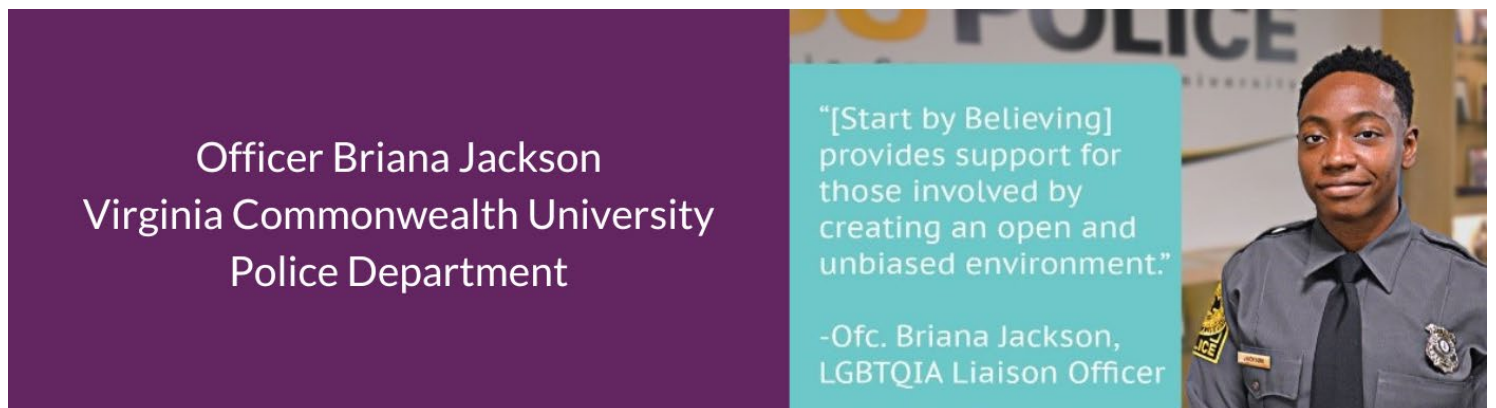 Officer Briana Jackson
Virginia Commonwealth University
Police Department
POLICE
“[Start by Believing]
provides support for
those involved by
creating an open and
unbiased environment.”
-Ofc. Briana Jackson,
LGBTQIA Liaison Officer
JACKSON